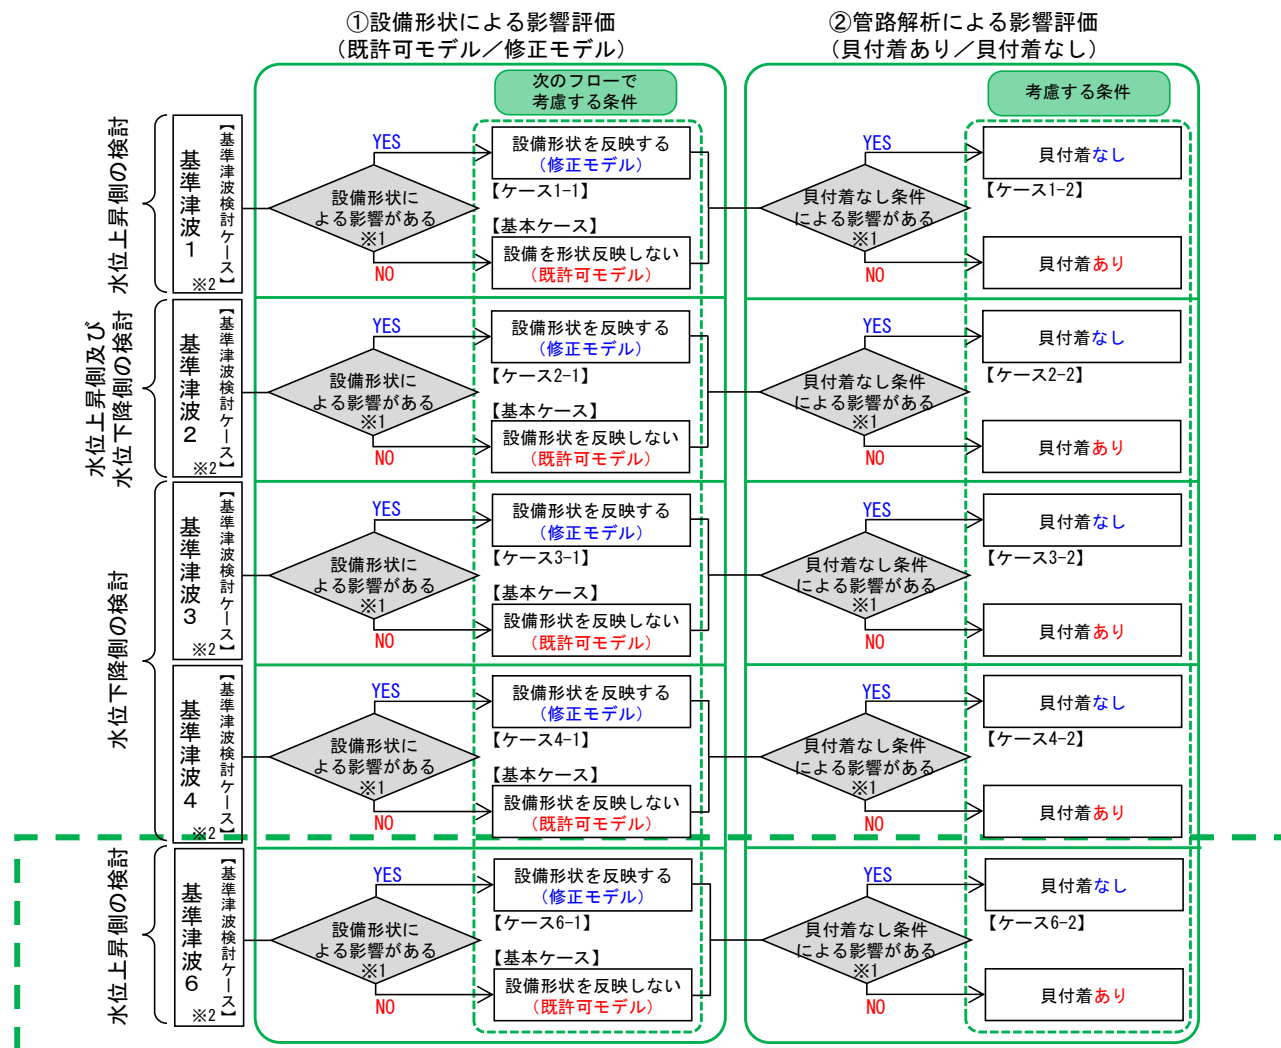 ①設備形状による影響評価
(既許可モデル／修正モデル)
②管路解析による影響評価
(貝付着あり／貝付着なし)
次のフローで
考慮する条件
考慮する条件
水位上昇側の検討
基準津波1
【基準津波検討ケース】
※2
設備形状に
よる影響がある
※1
YES
NO
設備形状を反映する
(修正モデル)
【ケース1-1】
【基本ケース】
設備を形状反映しない
(既許可モデル)
貝付着なし条件
による影響がある
※1
YES
NO
貝付着なし
【ケース1-2】
貝付着あり
水位上昇側及び
水位下降側の検討
基準津波2
【基準津波検討ケース】
※2
設備形状に
よる影響がある
※1
YES
NO
設備形状を反映する
(修正モデル)
【ケース2-1】
【基本ケース】
設備形状を反映しない
(既許可モデル)
貝付着なし条件
による影響がある
※1
YES
NO
貝付着なし
【ケース2-2】
貝付着あり
水位下降側の検討
基準津波3
【基準津波検討ケース】
※2
設備形状に
よる影響がある
※1
YES
NO
設備形状を反映する
(修正モデル)
【ケース3-1】
【基本ケース】
設備形状を反映しない
(既許可モデル)
貝付着なし条件
による影響がある
※1
YES
NO
貝付着なし
【ケース3-2】
貝付着あり
基準津波4
【基準津波検討ケース】
※2
設備形状に
よる影響がある
※1
YES
NO
設備形状を反映する
(修正モデル)
【ケース4-1】
【基本ケース】
設備形状を反映しない
(既許可モデル)
貝付着なし条件
による影響がある
※1
YES
NO
貝付着なし
【ケース4-2】
貝付着あり
水位上昇側の検討
基準津波6
【基準津波検討ケース】
※2
設備形状に
よる影響がある
※1
YES
NO
設備形状を反映する
(修正モデル)
【ケース6-1】
【基本ケース】
設備形状を反映しない
(既許可モデル)
貝付着なし条件
による影響がある
※1
YES
NO
貝付着なし
【ケース6-2】
貝付着あり